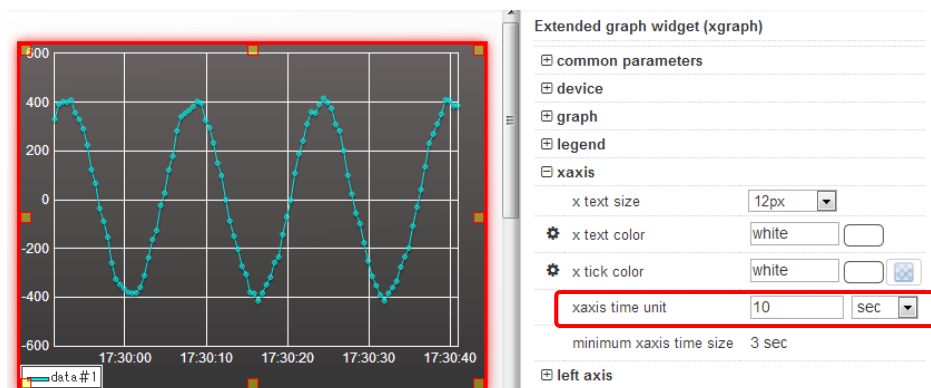 600
400
200
0
-200
-400
-600
17:30:00 17:30:10 17:30:20 17:30:30 17:30:40
data#1
Extended graph widget (xgraph)
common parameters
device
graph
legend
xaxis
x text size 12px
x text color white
x tick color white
xaxis time unit 10 sec
minimum xaxis time size 3 sec
left axis